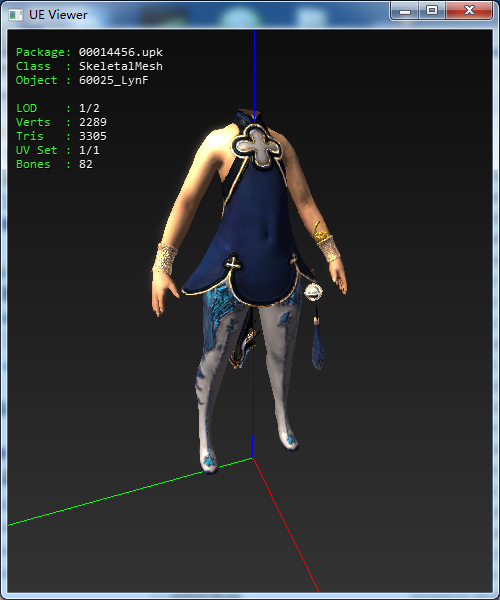 UE Viewer
Package: 00014456.upk
Class : SkeletalMesh
Object : 60025_LynF
LOD : 1/2
Verts : 2289
Tris : 3305
UV Set : 1/1
Bones : 82